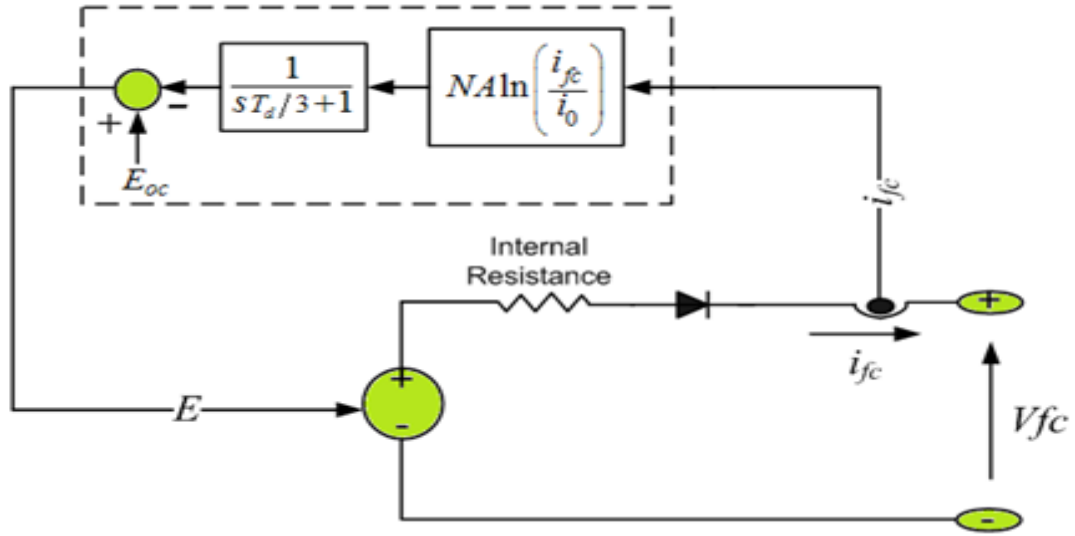 1
sT_d/3+1
NA ln(i_fc/i_0)
-
+
E_oc
i_fc
Internal
Resistance
+
+
i_fc
E
-
Vfc
-